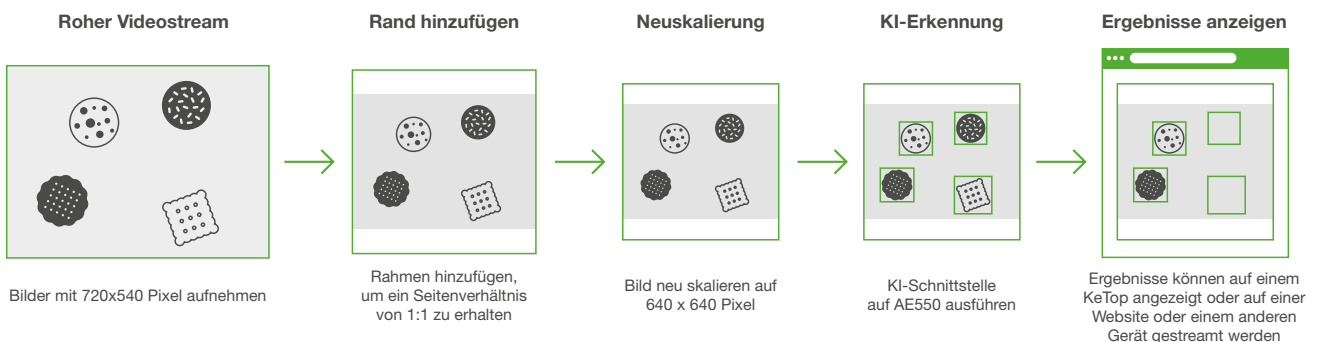 Roher Videostream
Rand hinzufügen
Neuskalierung
KI-Erkennung
Ergebnisse anzeigen
Bilder mit 720x540 Pixel aufnehmen
Rahmen hinzufügen,
um ein Seitenverhältnis
von 1:1 zu erhalten
Bild neu skalieren auf
640 x 640 Pixel
KI-Schnittstelle
auf AE550 ausführen
Ergebnisse können auf einem
KeTop angezeigt oder auf einer
Website oder einem anderen
Gerät gestreamt werden